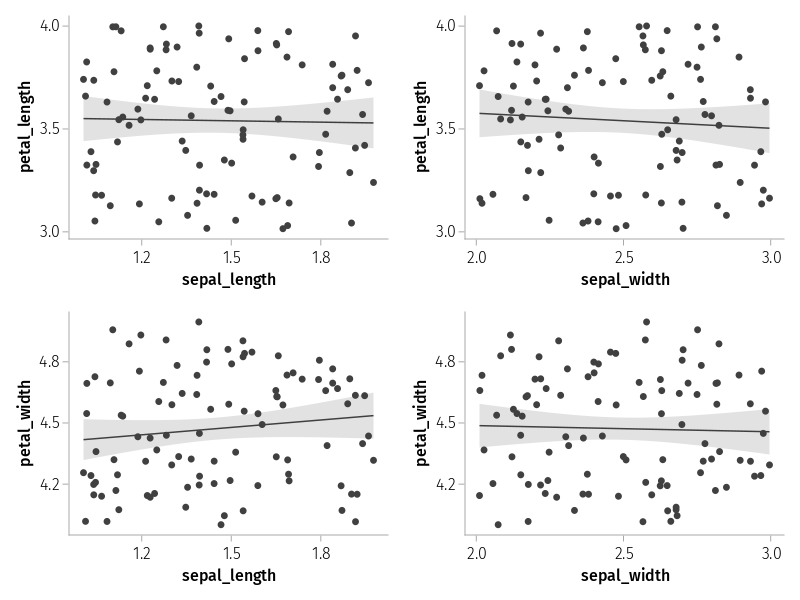 petal_length
4.0
3.5
3.0
1.2 1.5 1.8
sepal_length
petal_length
4.0
3.5
3.0
2.0 2.5 3.0
sepal_width
petal_width
4.8
4.5
4.2
1.2 1.5 1.8
sepal_length
petal_width
4.8
4.5
4.2
2.0 2.5 3.0
sepal_width